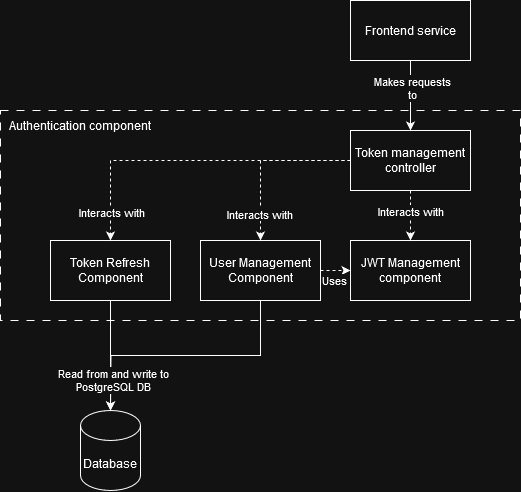 Frontend service
Makes requests
to
Authentication component
Token management
controller
Interacts with
Interacts with
Interacts with
Token Refresh
Component
User Management
Component
Uses
JWT Management
component
Read from and write to
PostgreSQL DB
Database